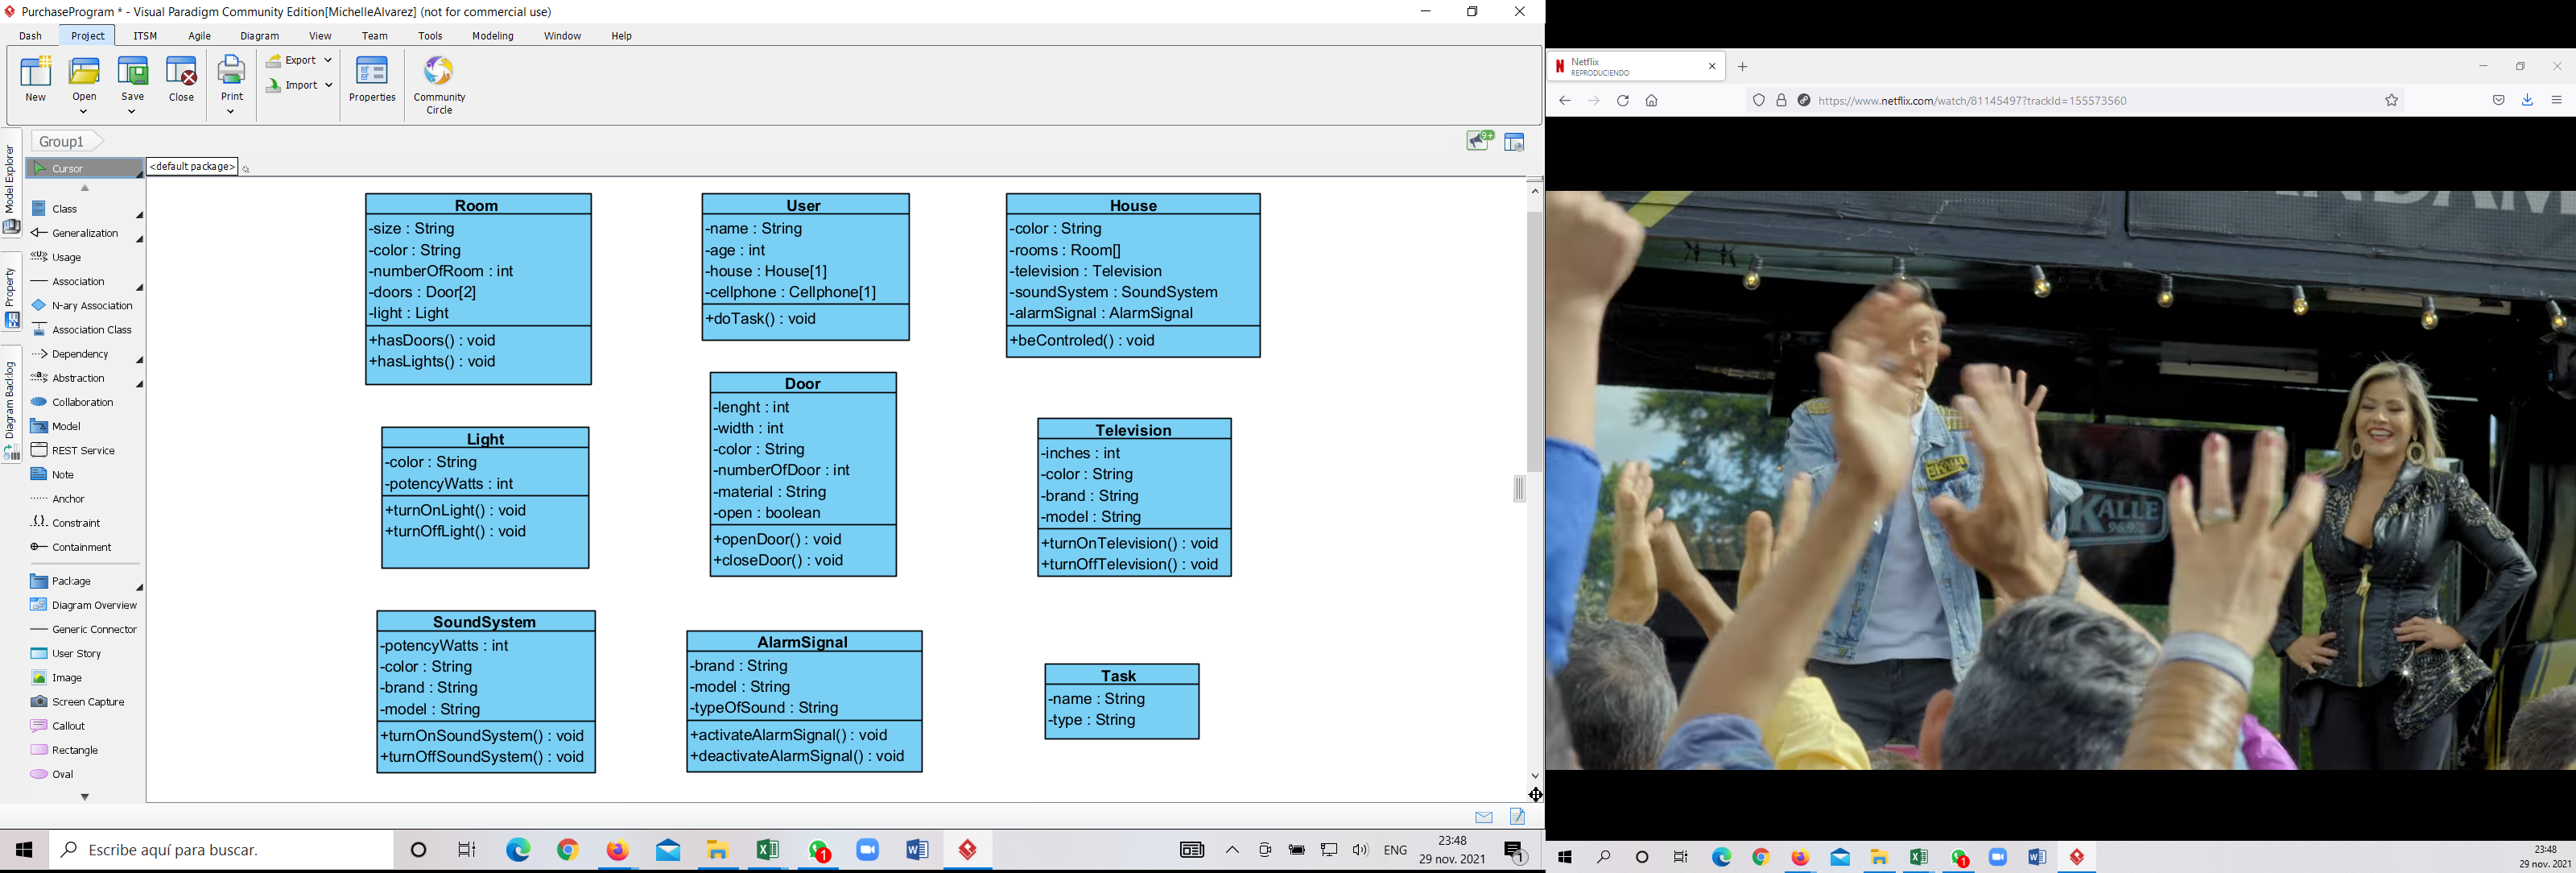 PurchaseProgram * - Visual Paradigm Community Edition[MichelleAlvarez] (not for commercial use)
Dash Project ITSM Agile Diagram View Team Tools Modeling Window Help
New Open Save Close Print Export Import Properties Community Circle
Group1
9+
Model Explorer
Property
Diagram Backlog
<default package>
Cursor
Class
Generalization
Usage
Association
N-ary Association
Association Class
Dependency
Abstraction
Collaboration
Model
REST Service
Note
Anchor
Constraint
Containment
Package
Diagram Overview
Generic Connector
User Story
Image
Screen Capture
Callout
Rectangle
Oval
Room
-size : String
-color : String
-numberOfRoom : int
-doors : Door[2]
-light : Light
+hasDoors() : void
+hasLights() : void
User
-name : String
-age : int
-house : House[1]
-cellphone : Cellphone[1]
+doTask() : void
House
-color : String
-rooms : Room[]
-television : Television
-soundSystem : SoundSystem
-alarmSignal : AlarmSignal
+beControled() : void
Light
-color : String
-potencyWatts : int
+turnOnLight() : void
+turnOffLight() : void
Door
-lenght : int
-width : int
-color : String
-numberOfDoor : int
-material : String
-open : boolean
+openDoor() : void
+closeDoor() : void
Television
-inches : int
-color : String
-brand : String
-model : String
+turnOnTelevision() : void
+turnOffTelevision() : void
SoundSystem
-potencyWatts : int
-color : String
-brand : String
-model : String
+turnOnSoundSystem() : void
+turnOffSoundSystem() : void
AlarmSignal
-brand : String
-model : String
-typeOfSound : String
+activateAlarmSignal() : void
+deactivateAlarmSignal() : void
Task
-name : String
-type : String
Escribe aquí para buscar.
1
ENG
23:48
29 nov. 2021
1
Netflix
REPRODUCIENDO
https://www.netflix.com/watch/81145497?trackId=155573560
KALLE
96.9
23:48
29 nov. 2021